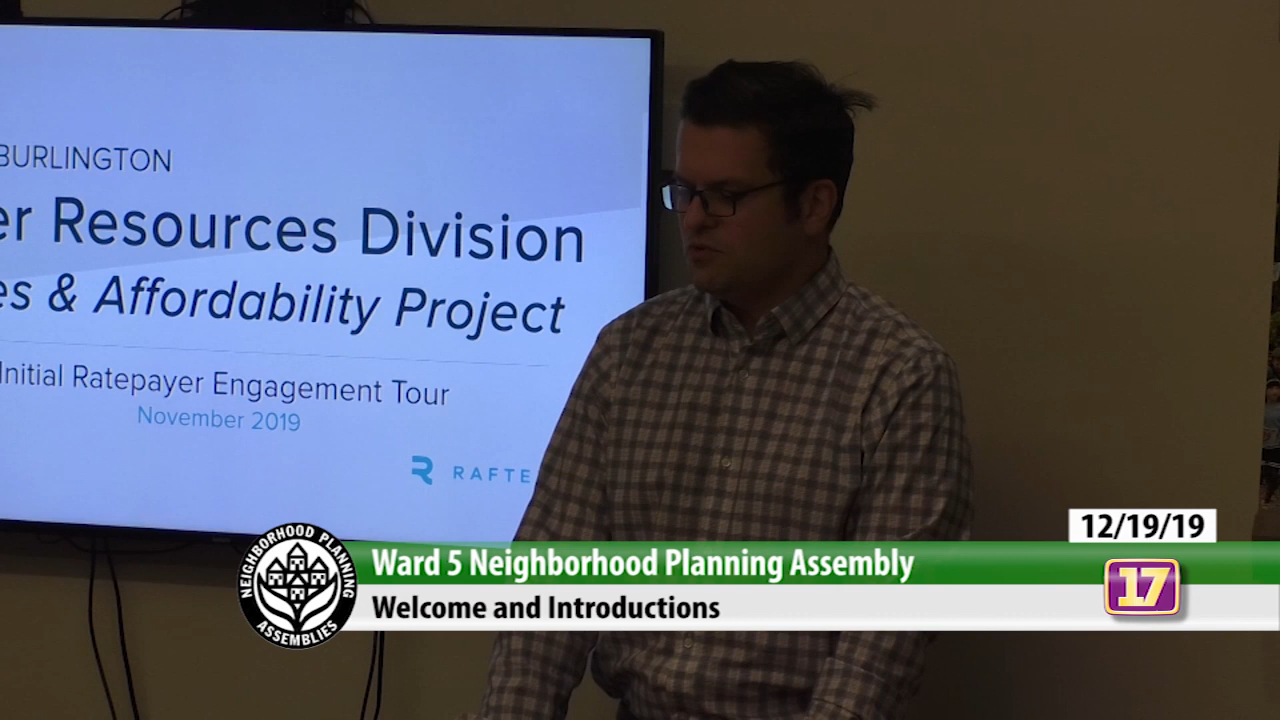 BURLINGTON
er Resources Division
es & Affordability Project
Initial Ratepayer Engagement Tour
November 2019
RAFTE
12/19/19
NEIGHBORHOOD PLANNING
ASSEMBLIES
Ward 5 Neighborhood Planning Assembly
17
Welcome and Introductions